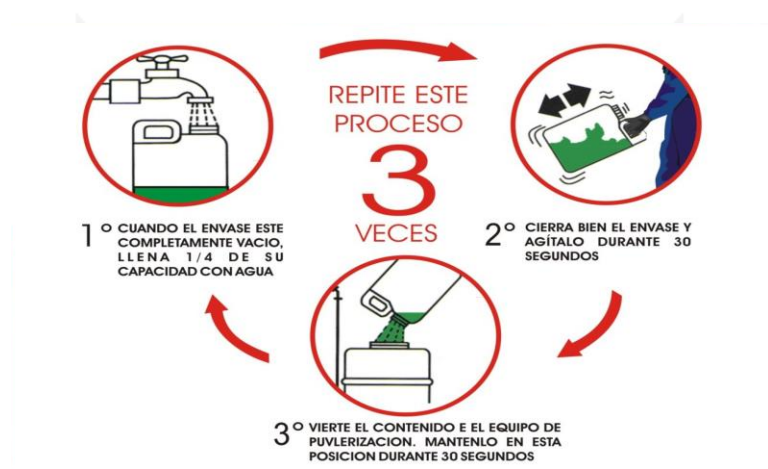 REPITE ESTE
PROCESO
3
VECES
1º CUANDO EL ENVASE ESTE
COMPLETAMENTE VACIO,
LLENA 1/4 DE SU
CAPACIDAD CON AGUA
2º CIERRA BIEN EL ENVASE Y
AGÍTALO DURANTE 30
SEGUNDOS
3º VIERTE EL CONTENIDO E EL EQUIPO DE
PUVLERIZACION. MANTENLO EN ESTA
POSICION DURANTE 30 SEGUNDOS